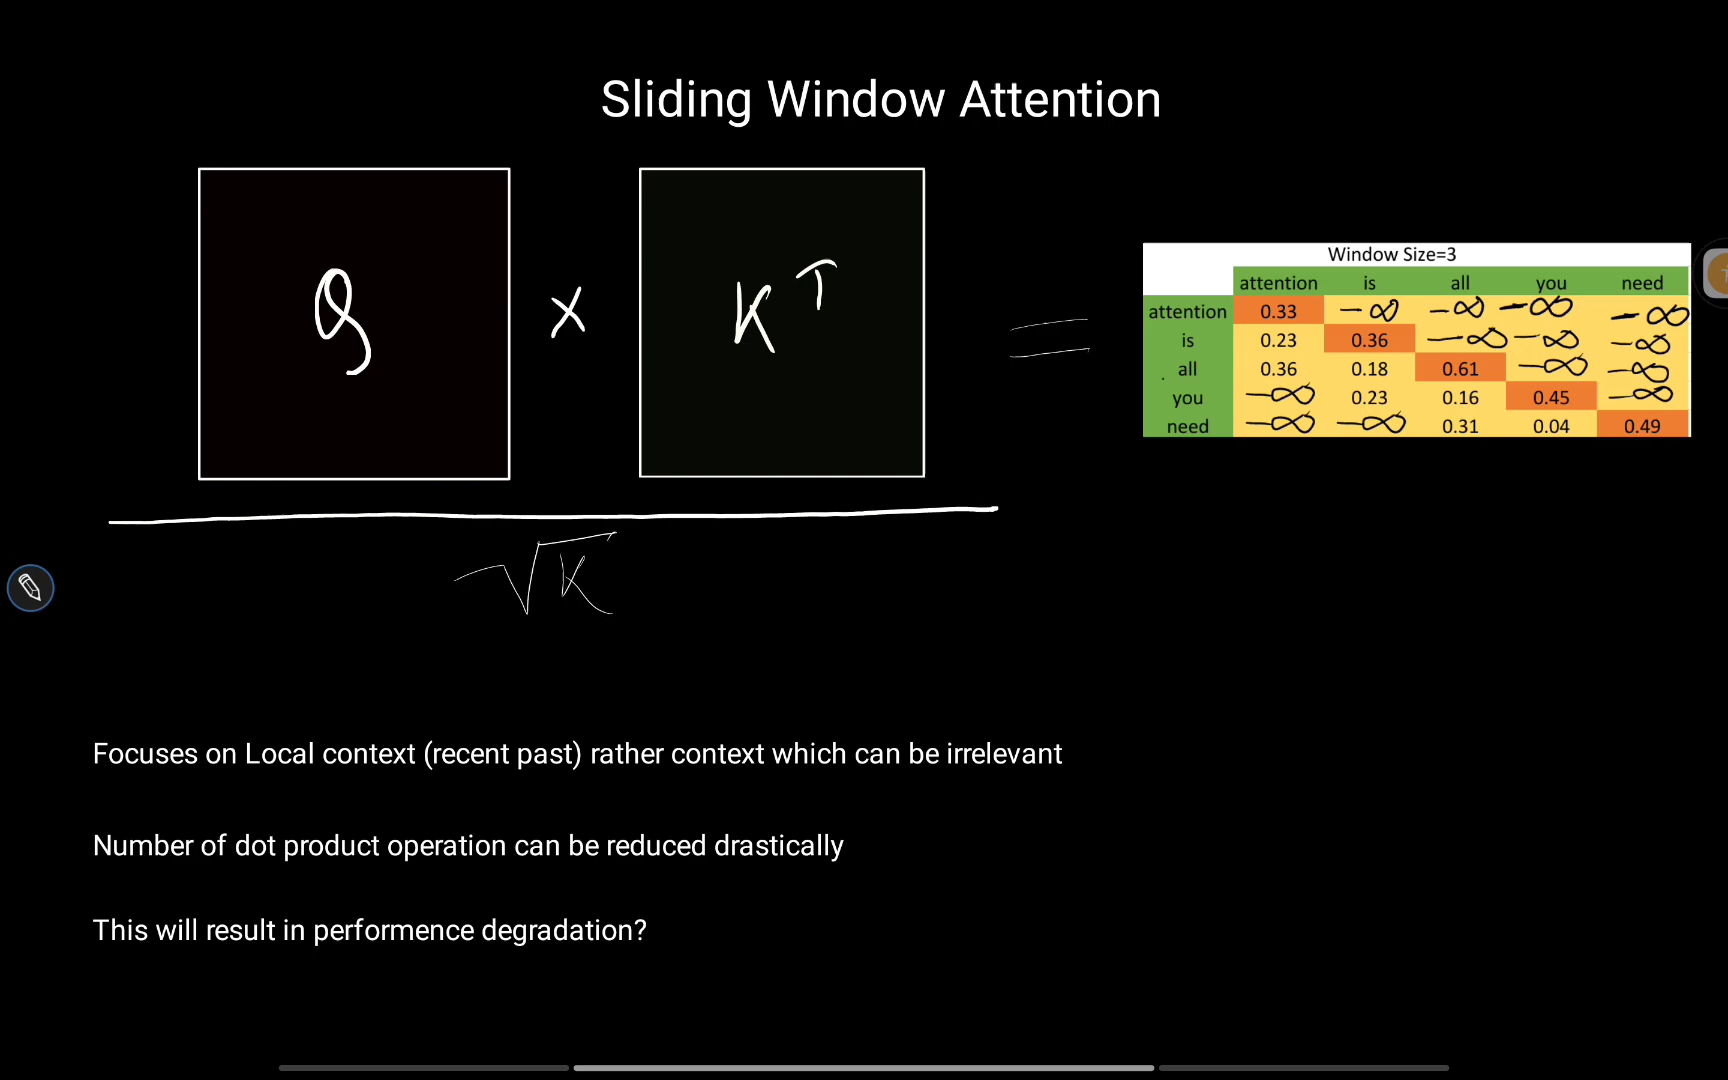 Sliding Window Attention
Q x K^T =
√K
Window Size=3
attention is all you need
attention 0.33 -∞ -∞ -∞ -∞
is 0.23 0.36 -∞ -∞ -∞
all 0.36 0.18 0.61 -∞ -∞
you -∞ 0.23 0.16 0.45 -∞
need -∞ -∞ 0.31 0.04 0.49
Focuses on Local context (recent past) rather context which can be irrelevant
Number of dot product operation can be reduced drastically
This will result in performence degradation?